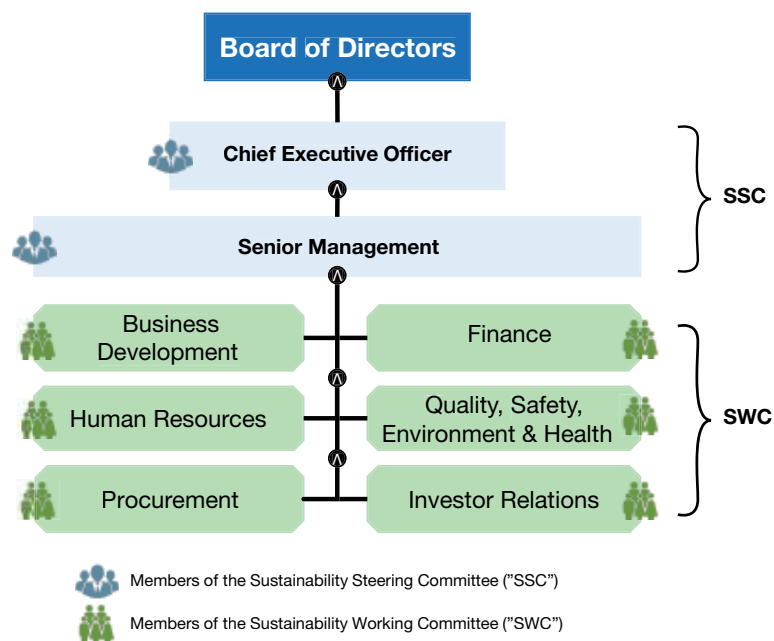 Board of Directors
Chief Executive Officer
SSC
Senior Management
Business
Development
Finance
Human Resources
Quality, Safety,
Environment & Health
SWC
Procurement
Investor Relations
Members of the Sustainability Steering Committee (”SSC”)
Members of the Sustainability Working Committee (”SWC”)